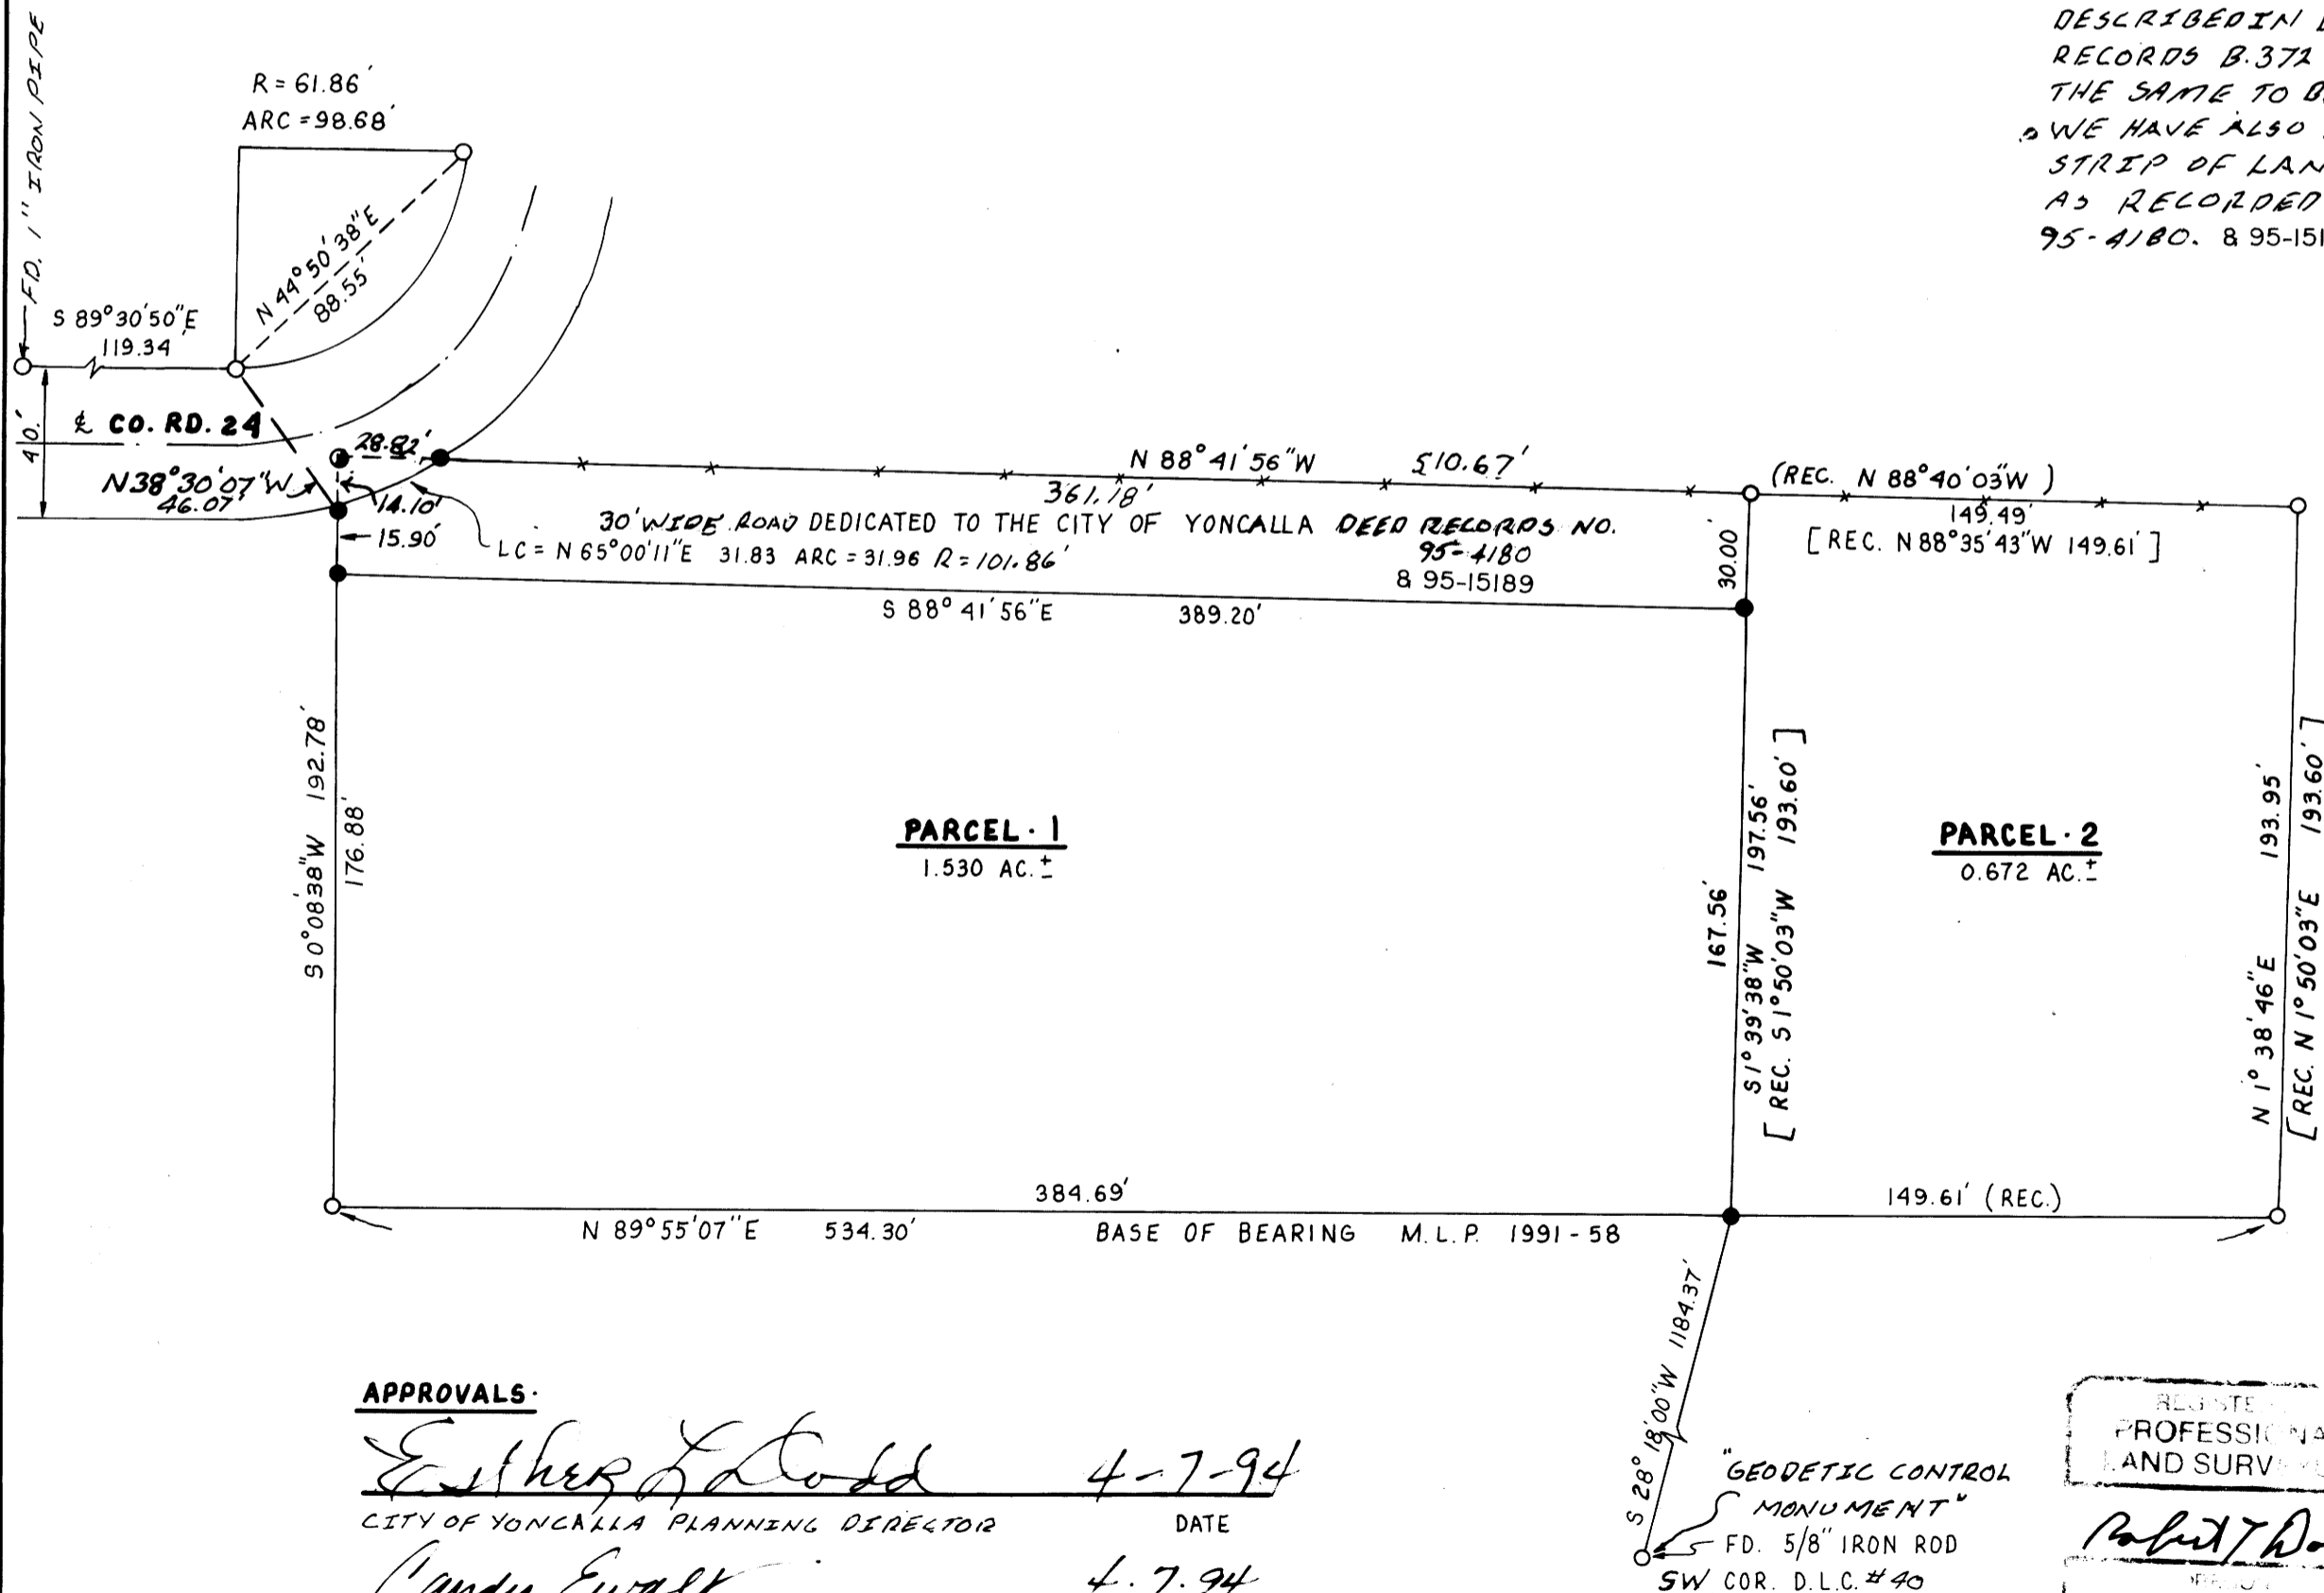 FD. 1" IRON PIPE
R = 61.86'
ARC = 98.68'
N 44°50'38"E
88.55'
S 89°30'50"E
119.34'
40.'
℄ CO. RD. 24
N38°30'07"W
46.07'
28.82'
14.10'
15.90'
DESCRIBED IN
RECORDS B.372
THE SAME TO
WE HAVE ALSO
STRIP OF
AS RECORDED
95-4180. & 95-151
N 88°41'56"W 510.67'
361.18'
(REC. N 88°40'03"W )
149.49'
[ REC. N 88°35'43"W 149.61' ]
30' WIDE ROAD DEDICATED TO THE CITY OF YONCALLA DEED RECORDS NO.
95-4180
& 95-15189
LC = N 65°00'11"E 31.83 ARC = 31.96 R = 101.86'
30.00'
S 88° 41' 56"E 389.20'
S 0°08'38"W 192.78'
176.88'
PARCEL · 1
1.530 AC. ±
167.56'
S 1°39'38"W 197.56'
[ REC. S 1°50'03"W 193.60' ]
PARCEL · 2
0.672 AC. ±
N 1°38'46"E 193.95'
[REC. N 1°50'03"E 193.60' ]
384.69'
149.61' (REC.)
N 89°55'07"E 534.30' BASE OF BEARING M.L.P. 1991-58
S 28°18'00"W 1184.37'
APPROVALS·
Esther L Dodd 4-7-94
CITY OF YONCALLA PLANNING DIRECTOR DATE
4.7.94
"GEODETIC CONTROL
MONUMENT"
FD. 5/8" IRON ROD
SW COR. D.L.C. #40
PROFESSIONA
LAND SURV